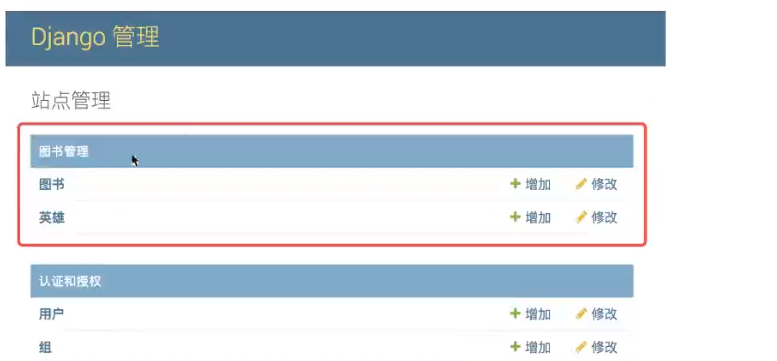 Django 管理
站点管理
图书管理
图书 增加 修改
英雄 增加 修改
认证和授权
用户 增加 修改
组 增加 修改